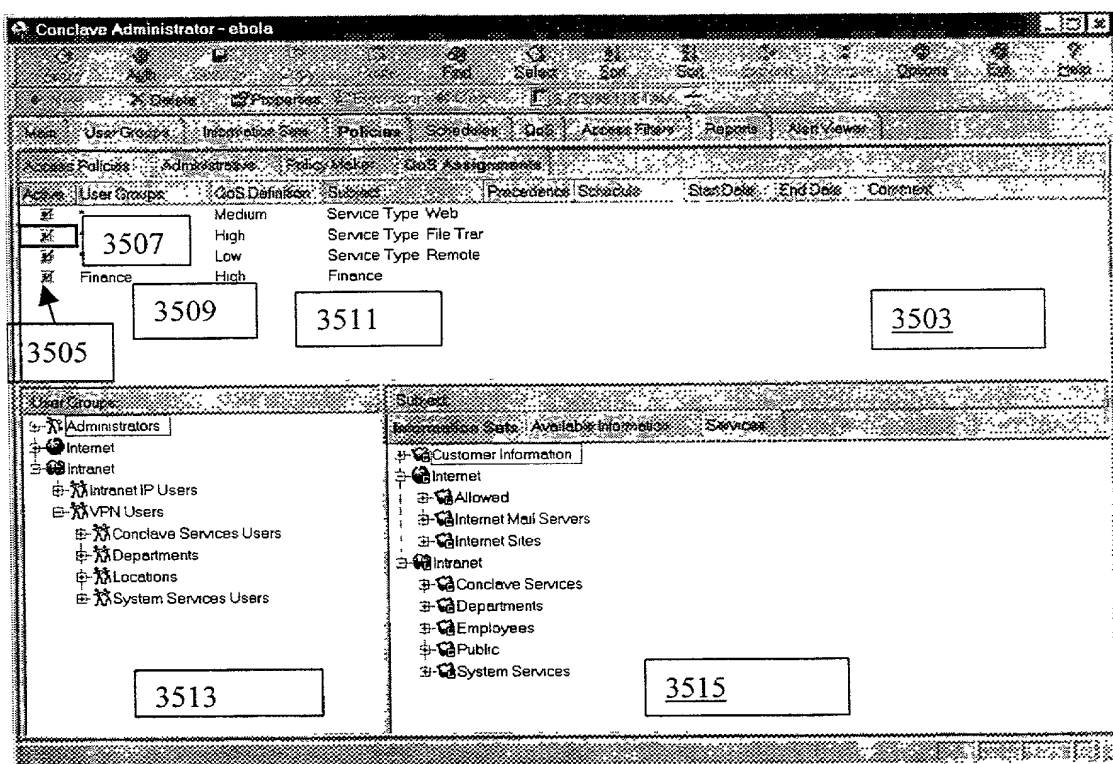 Conclave Administrator - ebola
Auth Find Select Sort Sort Options Exit Help
Delete Properties
Main User Groups Information Sets Policies Schedules QoS Access Filters Reports Alert Viewer
Access Policies Administrative Policy Maker QoS Assignments
Active User Groups QoS Definition Subject Precedence Schedule Start Date End Date Comment
Medium Service Type Web
High Service Type File Trar
Low Service Type Remote
Finance High Finance
3507
3509
3511
3503
3505
User Groups
Administrators
Internet
Intranet
Intranet IP Users
VPN Users
Conclave Services Users
Departments
Locations
System Services Users
3513
Subject
Information Sets Available Information Services
Customer Information
Internet
Allowed
Internet Mail Servers
Internet Sites
Intranet
Conclave Services
Departments
Employees
Public
System Services
3515